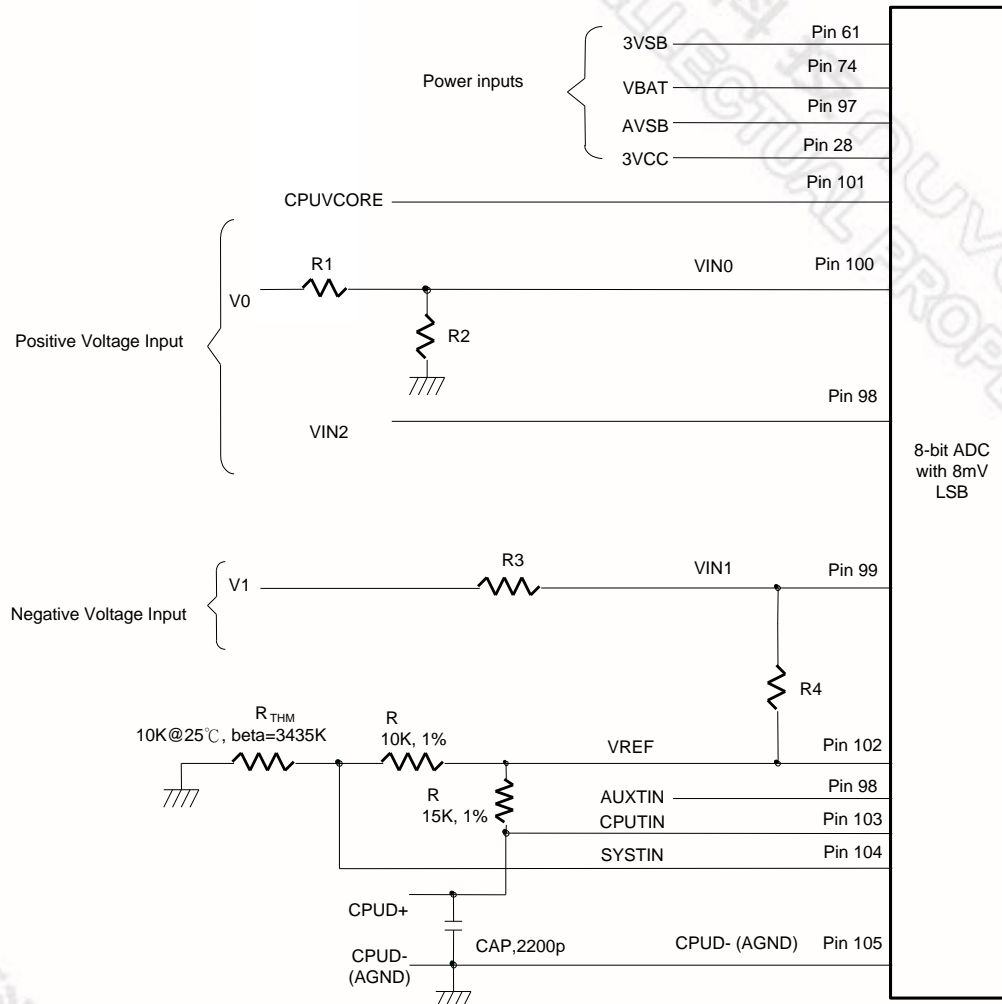 Pin 61
3VSB
Power inputs
Pin 74
VBAT
Pin 97
AVSB
Pin 28
3VCC
Pin 101
CPUVCORE
R1
VIN0
Pin 100
V0
R2
Positive Voltage Input
Pin 98
VIN2
8-bit ADC
with 8mV
LSB
R3
VIN1
Pin 99
V1
Negative Voltage Input
R4
RTHM
10K@25℃, beta=3435K
R
10K, 1%
VREF
Pin 102
R
15K, 1%
AUXTIN
Pin 98
CPUTIN
Pin 103
SYSTIN
Pin 104
CPUD+
CAP,2200p
CPUD-
(AGND)
CPUD- (AGND)
Pin 105